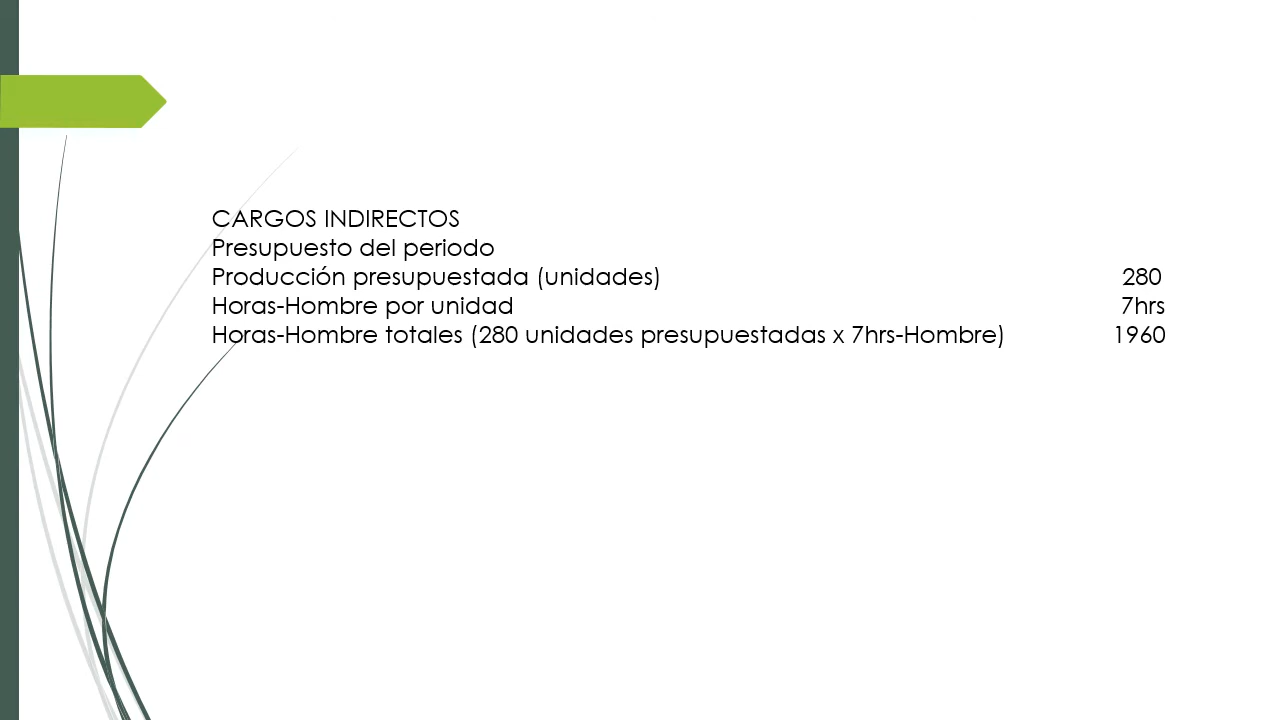 CARGOS INDIRECTOS
Presupuesto del periodo
Producción presupuestada (unidades) 280
Horas-Hombre por unidad 7hrs
Horas-Hombre totales (280 unidades presupuestadas x 7hrs-Hombre) 1960